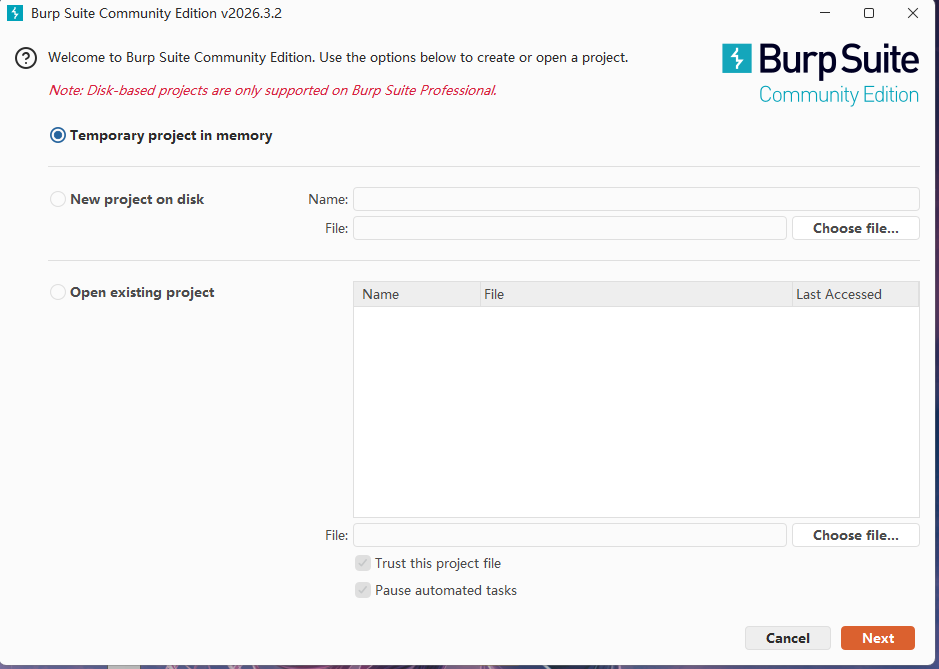 Burp Suite Community Edition v2026.3.2
Welcome to Burp Suite Community Edition. Use the options below to create or open a project.
Note: Disk-based projects are only supported on Burp Suite Professional.
Burp Suite
Community Edition
Temporary project in memory
New project on disk
Name:
File:
Choose file...
Open existing project
Name File Last Accessed
File:
Choose file...
Trust this project file
Pause automated tasks
Cancel Next